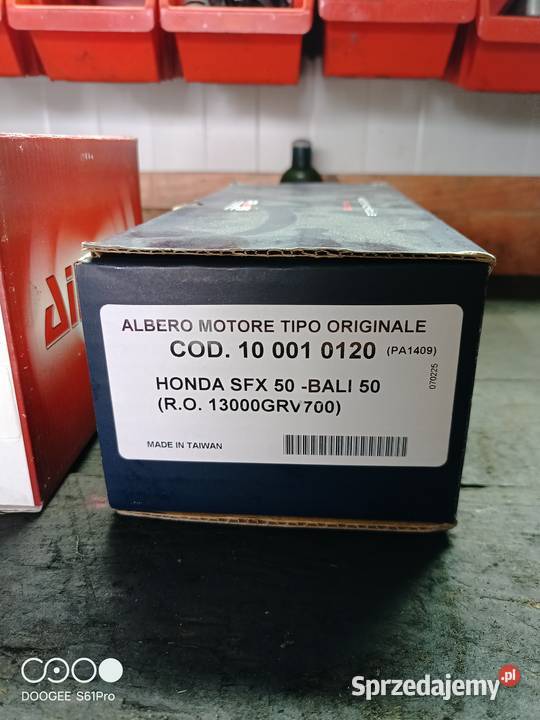 ALBERO MOTORE TIPO ORIGINALE
COD. 10 001 0120 (PA1409)
HONDA SFX 50 -BALI 50
(R.O. 13000GRV700)
070225
MADE IN TAIWAN
DOOGEE S61Pro
Sprzedajemy.pl